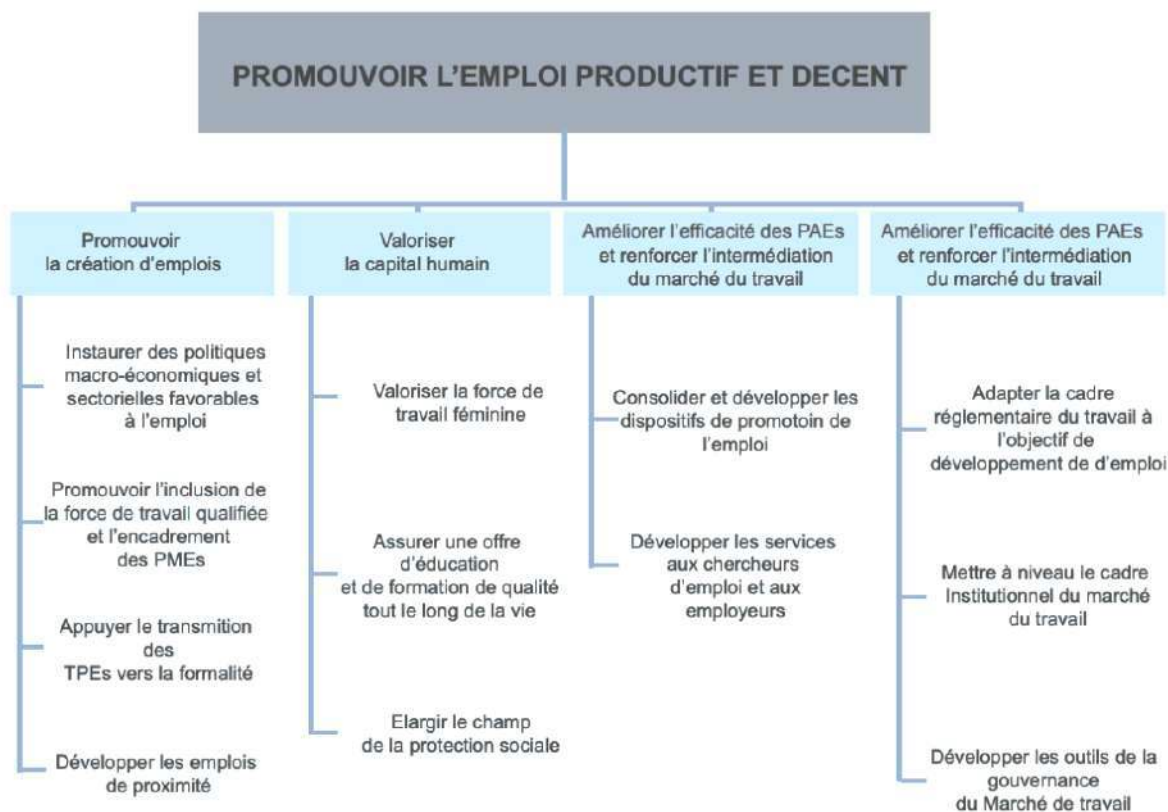 PROMOUVOIR L'EMPLOI PRODUCTIF ET DECENT
Promouvoir
la création d'emplois
Instaurer des politiques
macro-économiques et
sectorielles favorables
à l'emploi
Promouvoir l'inclusion de
la force de travail qualifiée
et l'encadrement
des PMEs
Appuyer le transmition
des
TPEs vers la formalité
Développer les emplois
de proximité
Valoriser
la capital humain
Valoriser la force de
travail féminine
Assurer une offre
d'éducation
et de formation de qualité
tout le long de la vie
Elargir le champ
de la protection sociale
Améliorer l'efficacité des PAEs
et renforcer l'intermédiation
du marché du travail
Consolider et développer les
dispositifs de promotoin de
l'emploi
Développer les services
aux chercheurs
d'emploi et aux
employeurs
Améliorer l'efficacité des PAEs
et renforcer l'intermédiation
du marché du travail
Adapter la cadre
réglementaire du travail à
l'objectif de
développement de d'emploi
Mettre à niveau le cadre
Institutionnel du marché
du travail
Développer les outils de la
gouvernance
du Marché de travail